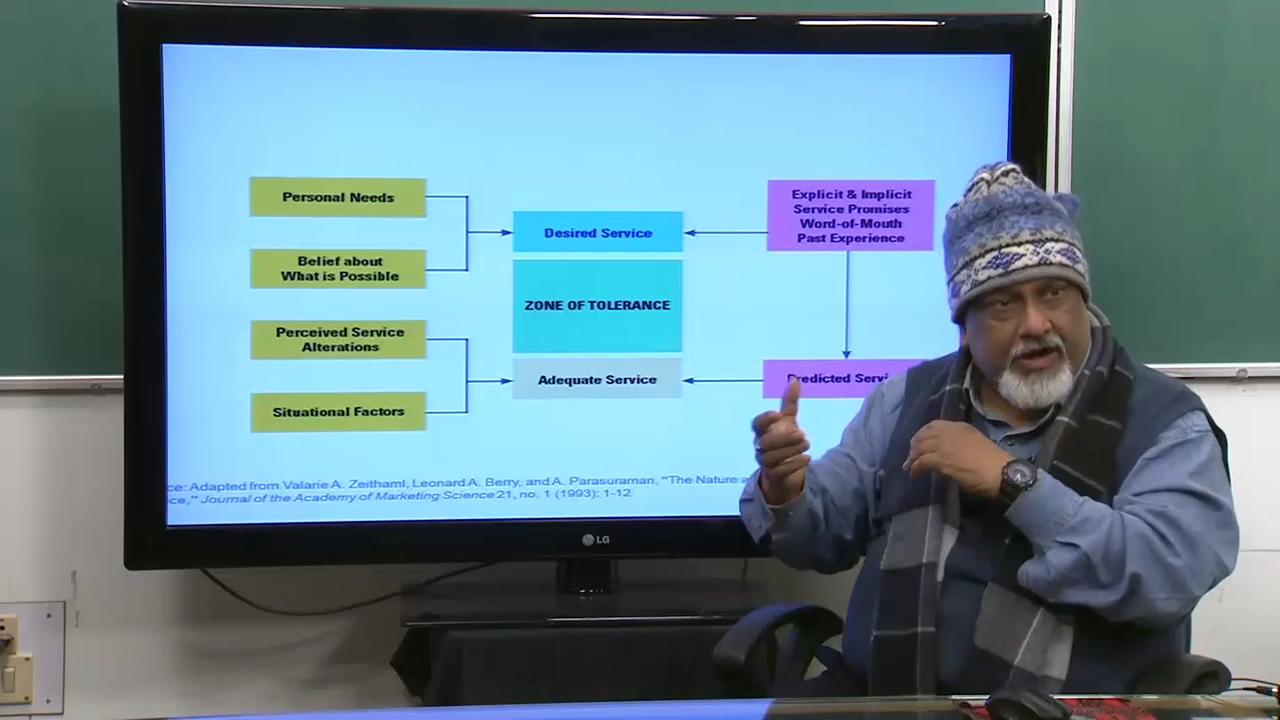 Personal Needs
Belief about
What is Possible
Perceived Service
Alterations
Situational Factors
Desired Service
ZONE OF TOLERANCE
Adequate Service
Explicit & Implicit
Service Promises
Word-of-Mouth
Past Experience
Predicted
ce: Adapted from Valarie A. Zeithaml, Leonard A. Berry, and A. Parasuraman, "The Nature
ce," Journal of the Academy of Marketing Science 21, no. 1 (1993): 1-12
LG